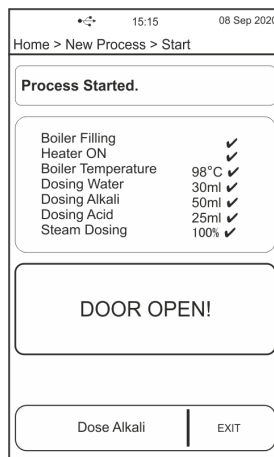 15:15 08 Sep 2020
Home > New Process > Start
Process Started.
Boiler Filling ✔
Heater ON ✔
Boiler Temperature 98°C ✔
Dosing Water 30ml ✔
Dosing Alkali 50ml ✔
Dosing Acid 25ml ✔
Steam Dosing 100% ✔
DOOR OPEN!
Dose Alkali EXIT